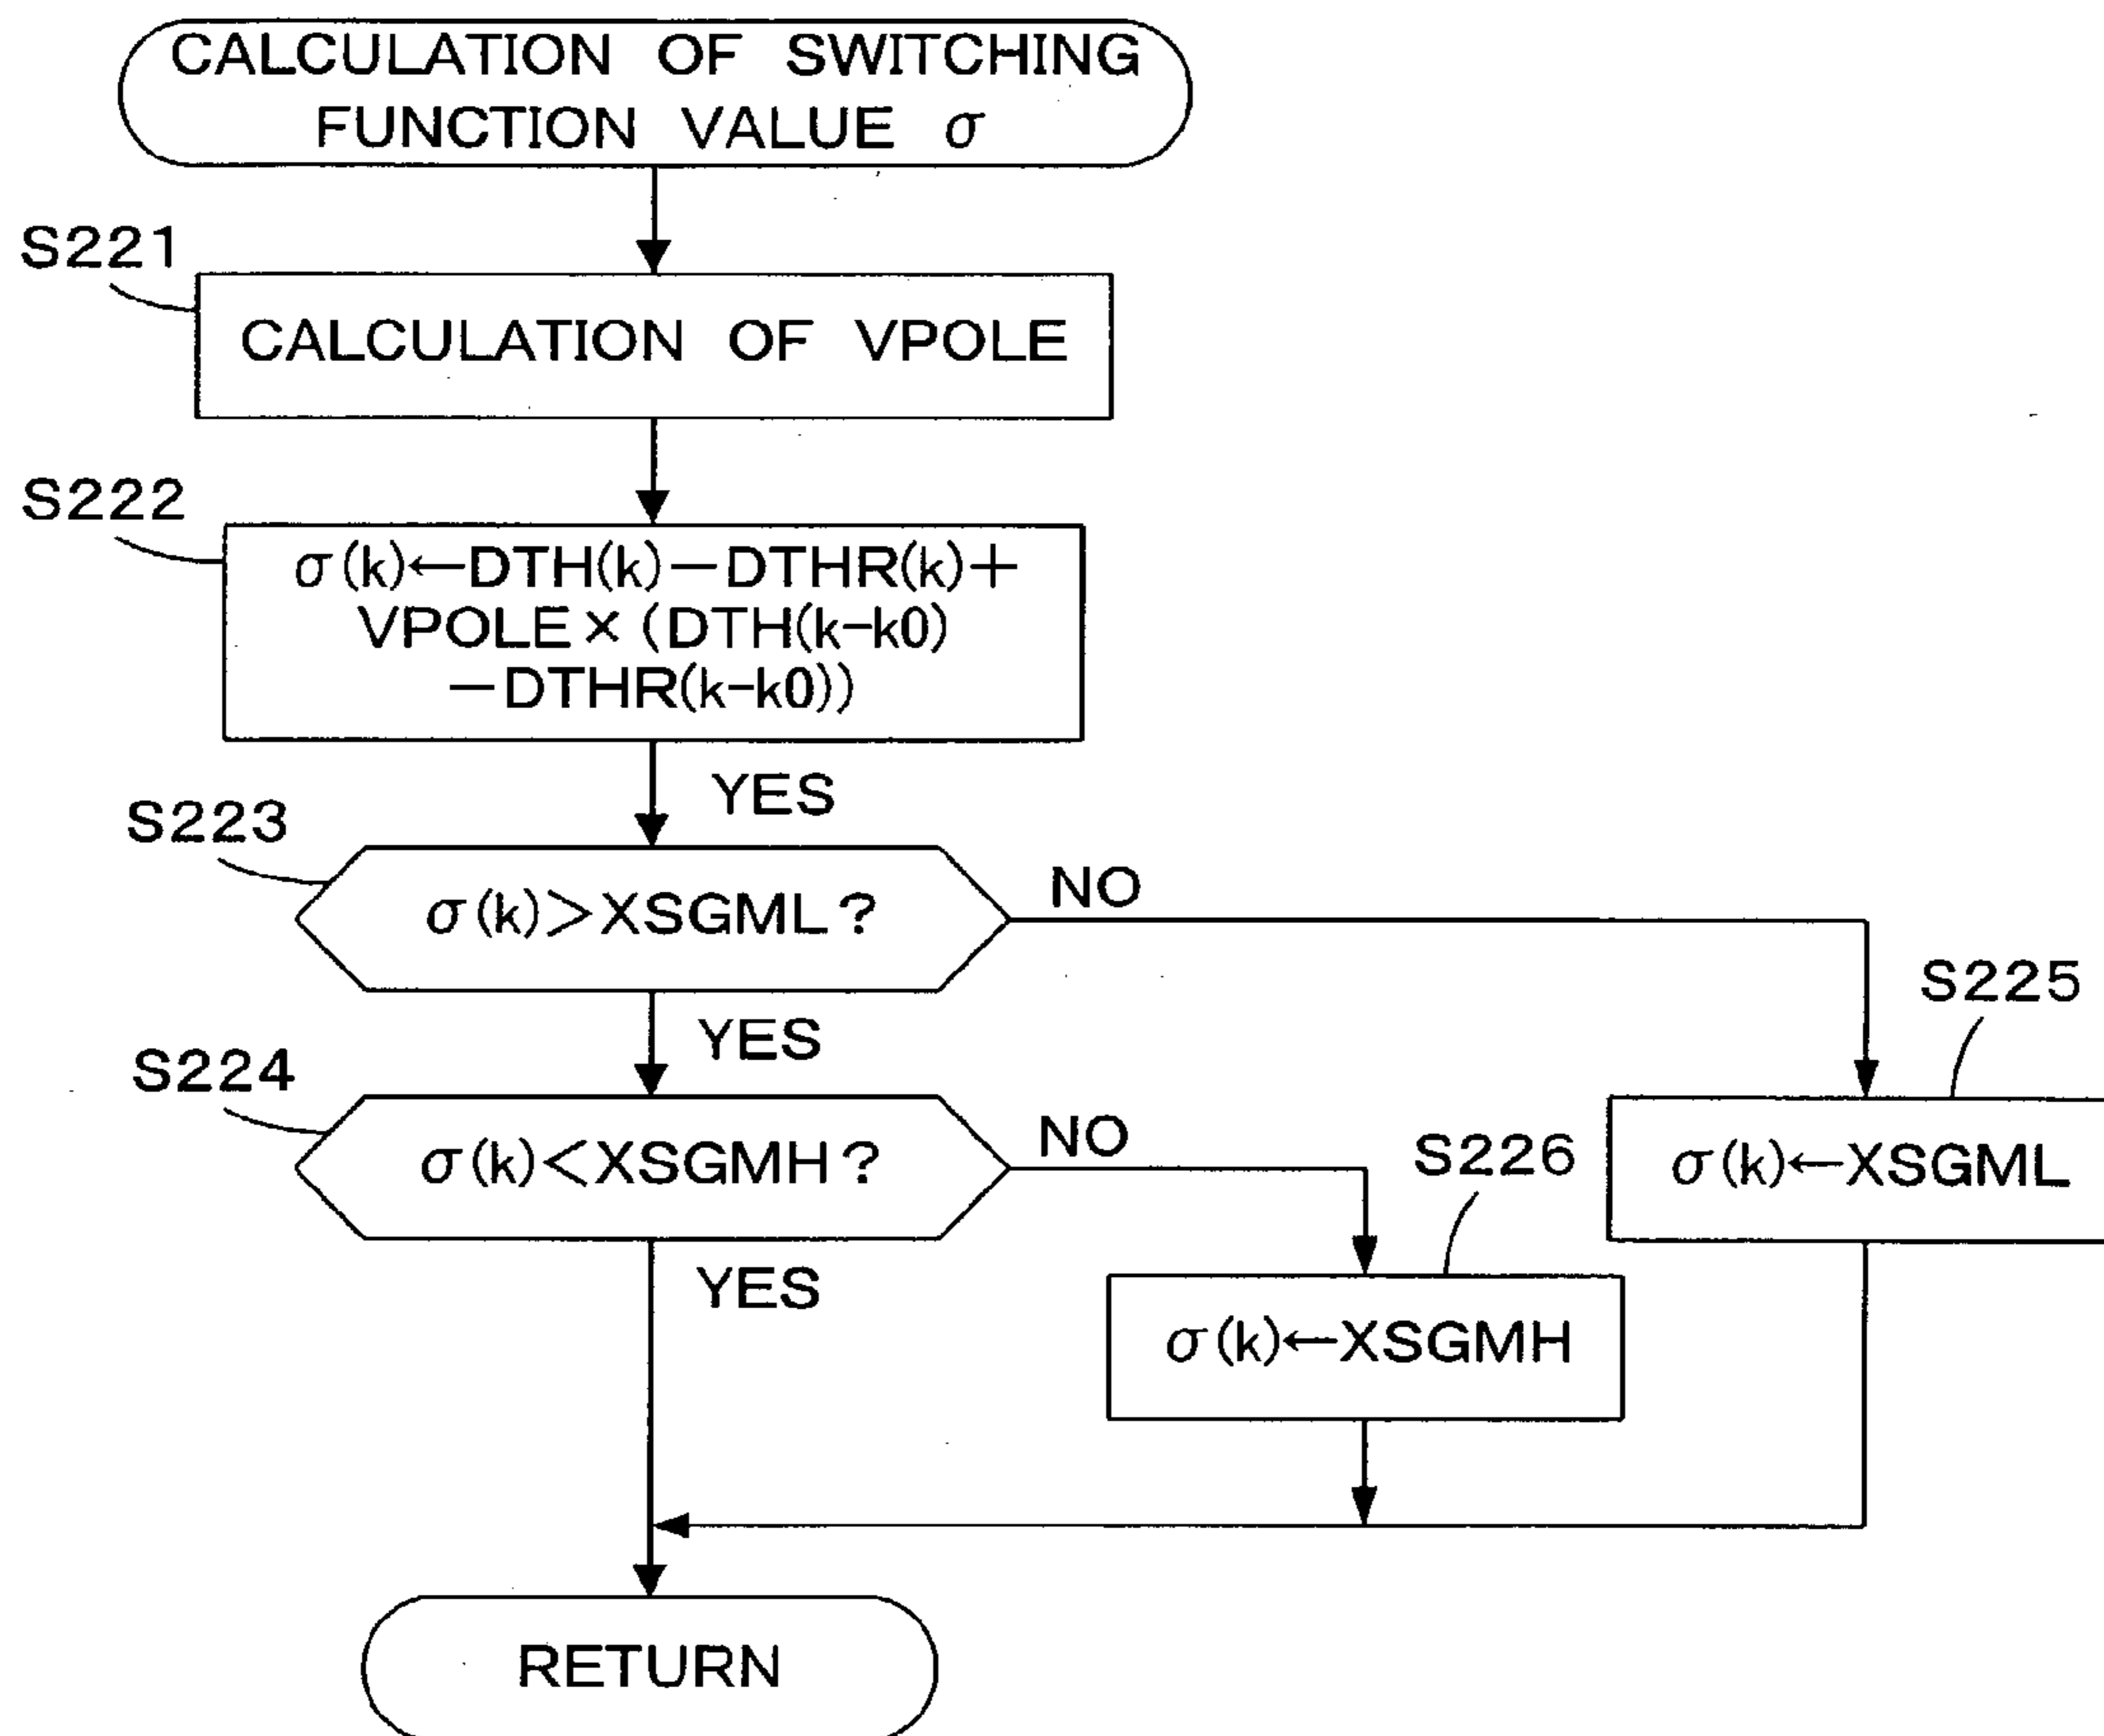 CALCULATION OF SWITCHING
FUNCTION VALUE σ
S221
CALCULATION OF VPOLE
S222
σ(k)←DTH(k)−DTHR(k)+
VPOLE×(DTH(k−k0)
−DTHR(k−k0))
YES
S223
σ(k)>XSGML?
NO
YES
S225
S224
σ(k)<XSGMH?
NO
S226
σ(k)←XSGML
YES
σ(k)←XSGMH
RETURN